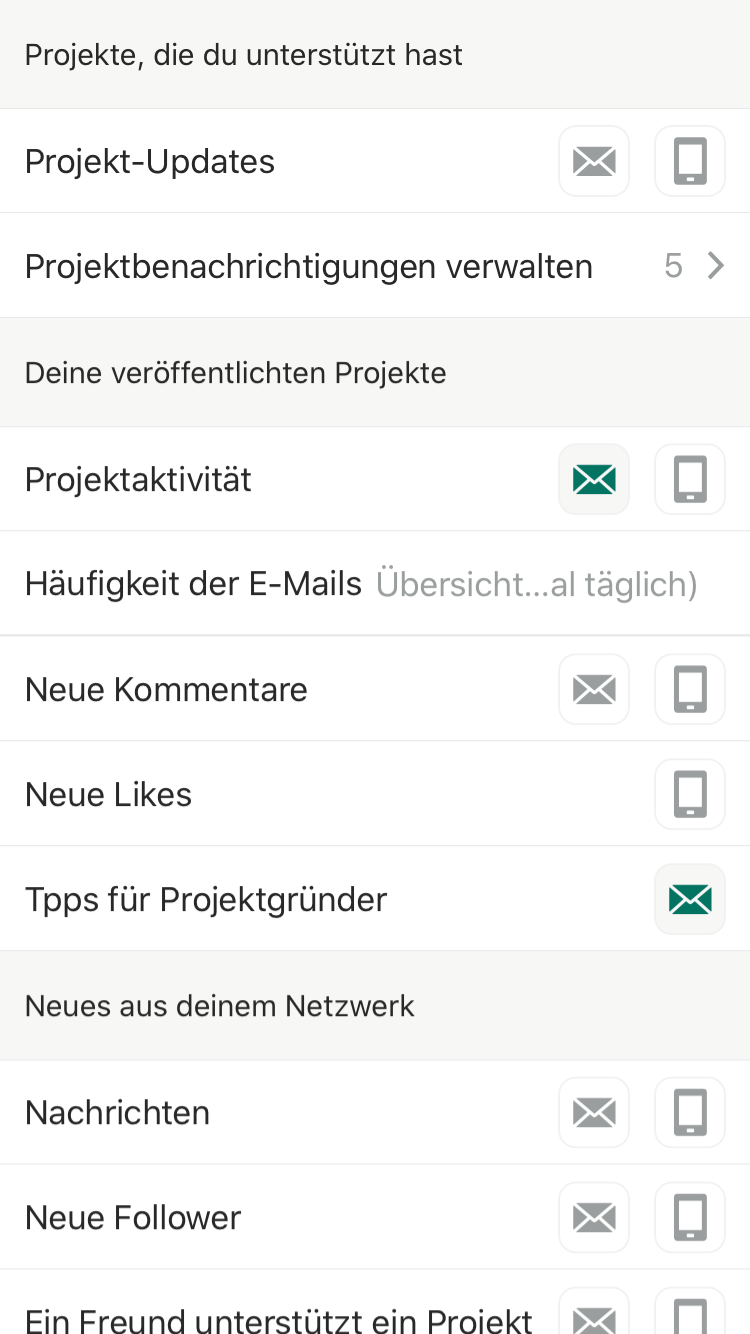 Projekte, die du unterstützt hast
Projekt-Updates
Projektbenachrichtigungen verwalten 5
Deine veröffentlichten Projekte
Projektaktivität
Häufigkeit der E-Mails Übersicht...al täglich)
Neue Kommentare
Neue Likes
Tpps für Projektgründer
Neues aus deinem Netzwerk
Nachrichten
Neue Follower
Ein Freund unterstützt ein Projekt